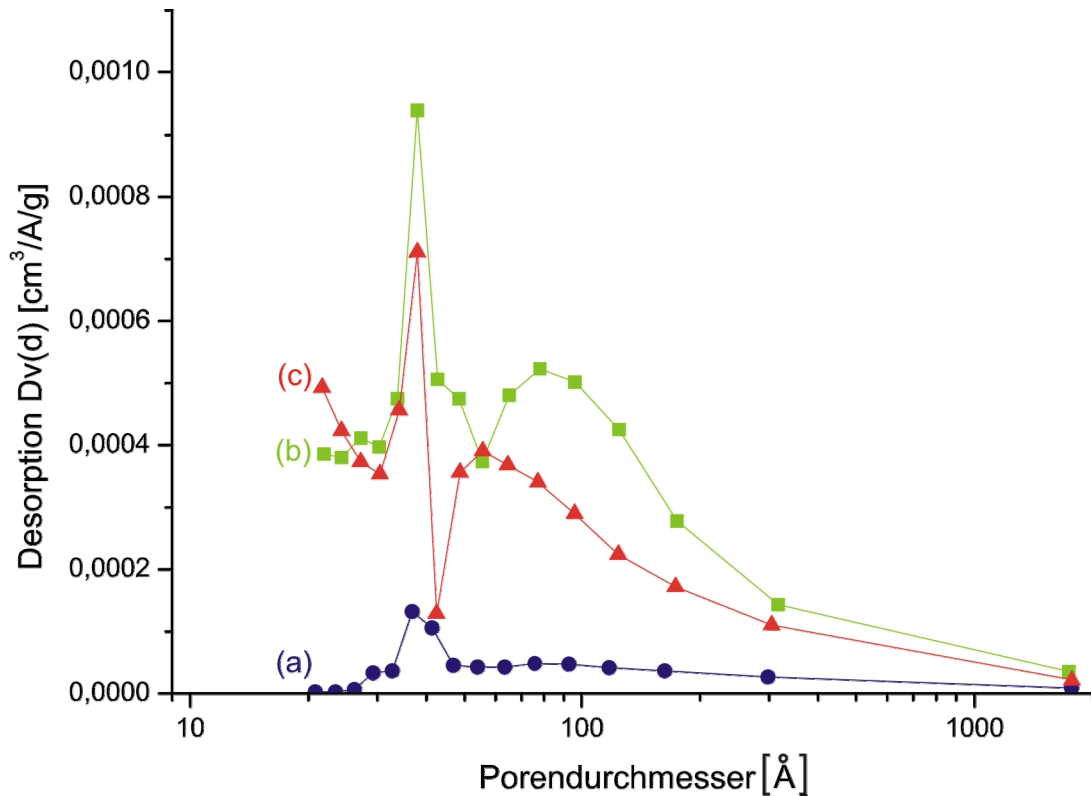 Desorption Dv(d) [cm³/A/g]
0,0010
0,0008
0,0006
0,0004
0,0002
0,0000
(c)
(b)
(a)
10
100
1000
Porendurchmesser [Å]